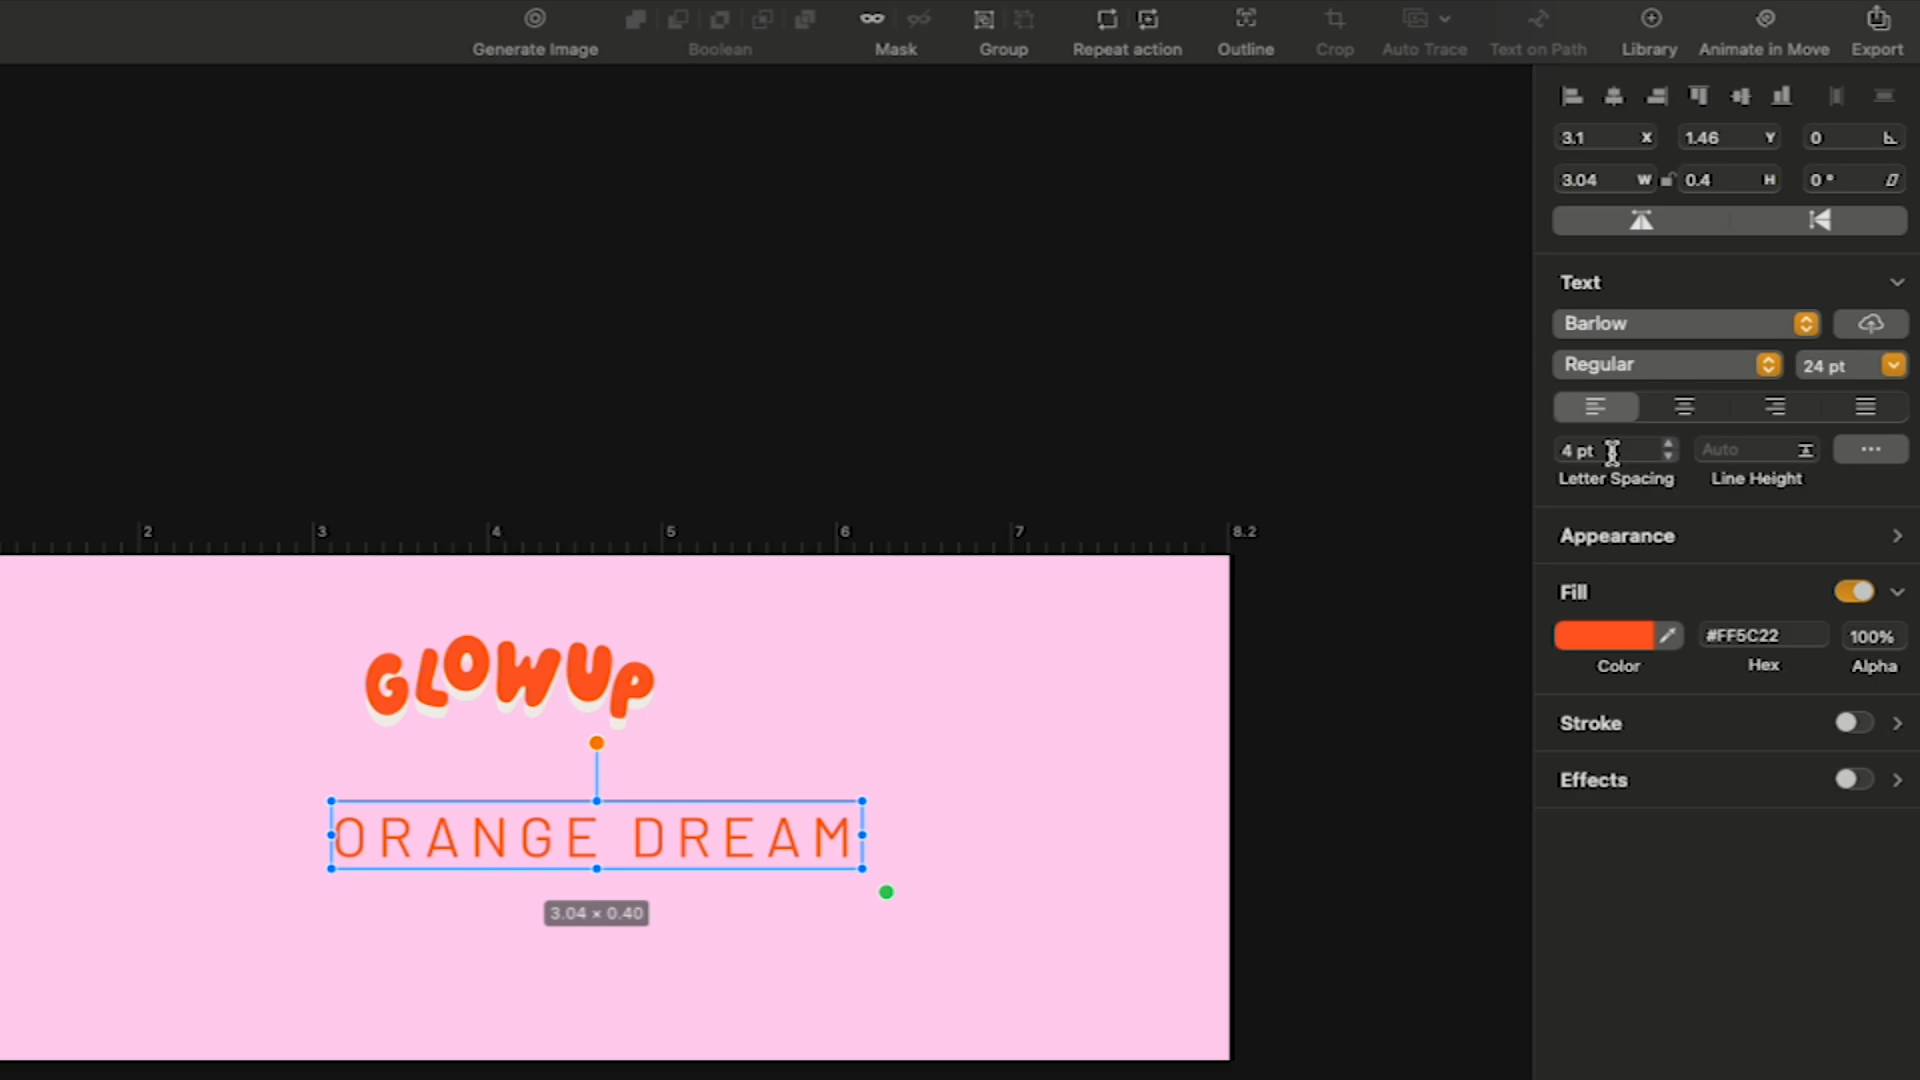 Generate Image
Boolean
Mask
Group
Repeat action
Outline
Crop
Auto Trace
Text on Path
Library
Animate in Move
Export
3.1 X 1.46 Y 0
3.04 W 0.4 H 0°
Text
Barlow
Regular 24 pt
4 pt Auto ...
Letter Spacing Line Height
Appearance
Fill
#FF5C22 100%
Color Hex Alpha
Stroke
Effects
2 3 4 5 6 7 8.2
GLOWUP
ORANGE DREAM
3.04 × 0.40